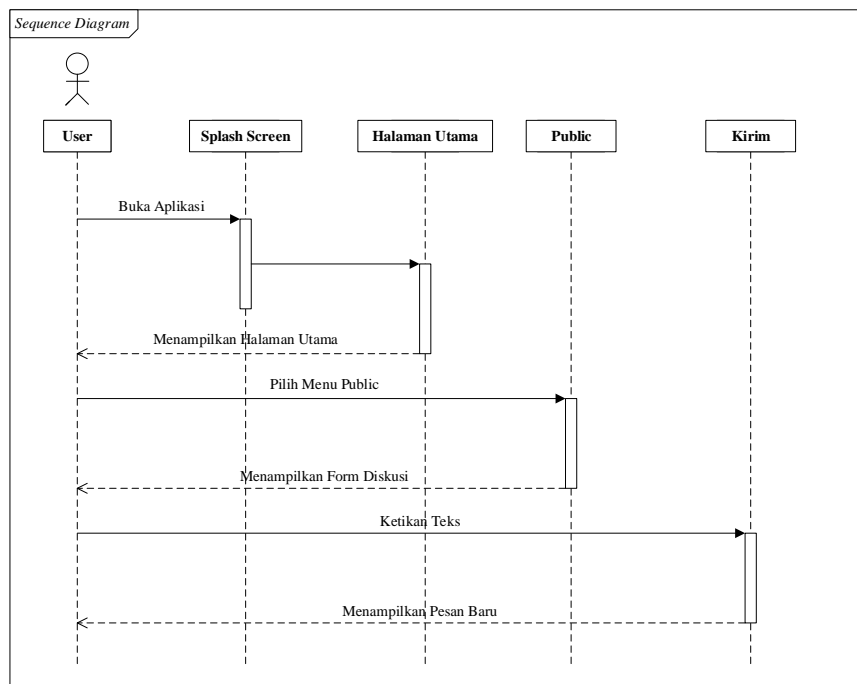 Sequence Diagram
User
Splash Screen
Halaman Utama
Public
Kirim
Buka Aplikasi
Menampilkan Halaman Utama
Pilih Menu Public
Menampilkan Form Diskusi
Ketikan Teks
Menampilkan Pesan Baru